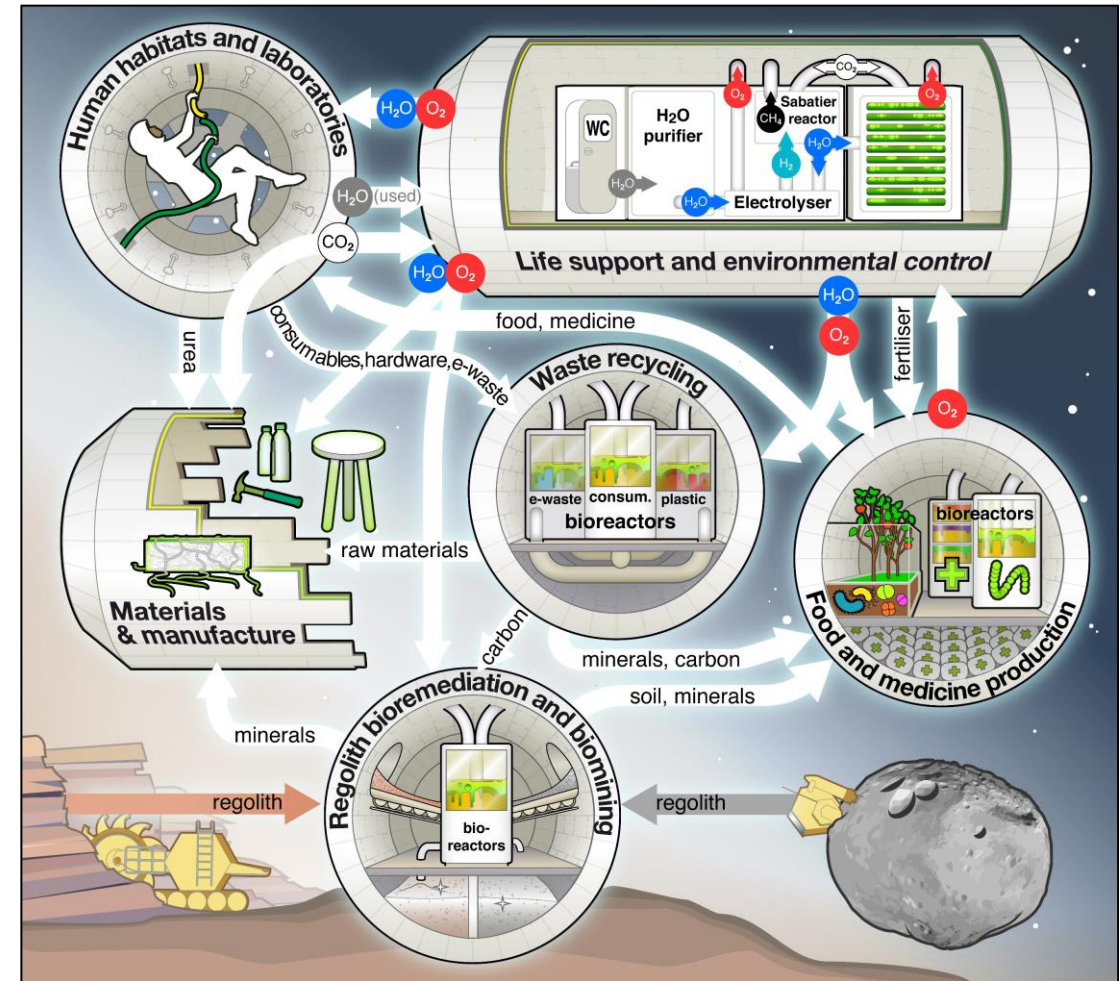 Human habitats and laboratories
H₂O
O₂
H₂O (used)
CO₂
WC
H₂O
purifier
H₂O
H₂O
O₂
CH₄
CO₂
Sabatier
reactor
H₂
H₂O
O₂
Electrolyser
Life support and environmental control
H₂O
O₂
H₂O
O₂
food, medicine
urea
consumables,hardware,e-waste
fertiliser
O₂
Waste recycling
e-waste
consum.
plastic
bioreactors
bioreactors
Food and medicine production
raw materials
Materials
& manufacture
carbon
minerals, carbon
soil, minerals
minerals
Regolith bioremediation and biomining
bio-
reactors
regolith
regolith